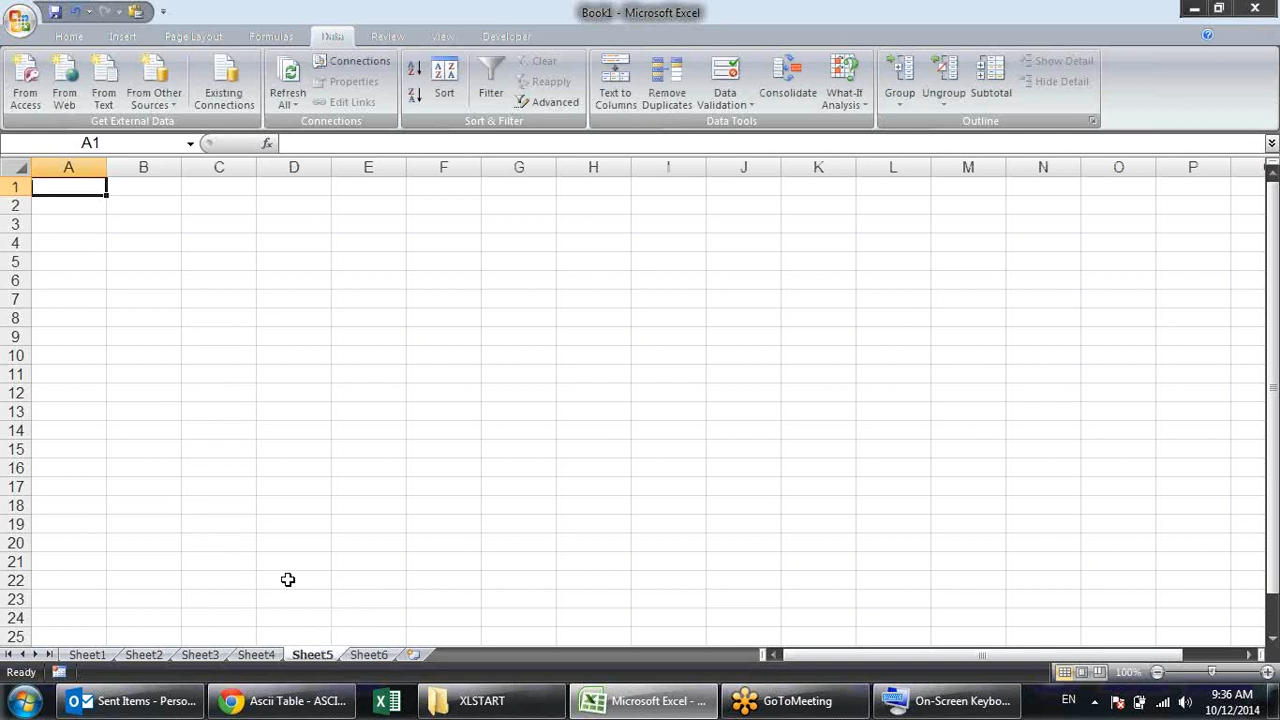 Book1 - Microsoft Excel
Home Insert Page Layout Formulas Data Review View Developer
From Access
From Web
From Text
From Other Sources
Existing Connections
Get External Data
Refresh All
Connections
Properties
Edit Links
Connections
Sort
Filter
Clear
Reapply
Advanced
Sort & Filter
Text to Columns
Remove Duplicates
Data Validation
Consolidate
What-If Analysis
Data Tools
Group
Ungroup
Subtotal
Show Detail
Hide Detail
Outline
A1 fx
A B C D E F G H I J K L M N O P
1
2
3
4
5
6
7
8
9
10
11
12
13
14
15
16
17
18
19
20
21
22
23
24
25
Sheet1 Sheet2 Sheet3 Sheet4 Sheet5 Sheet6
Ready 100%
Sent Items - Perso... Ascii Table - ASCI... XLSTART Microsoft Excel - ... GoToMeeting On-Screen Keybo... EN 9:36 AM
10/12/2014